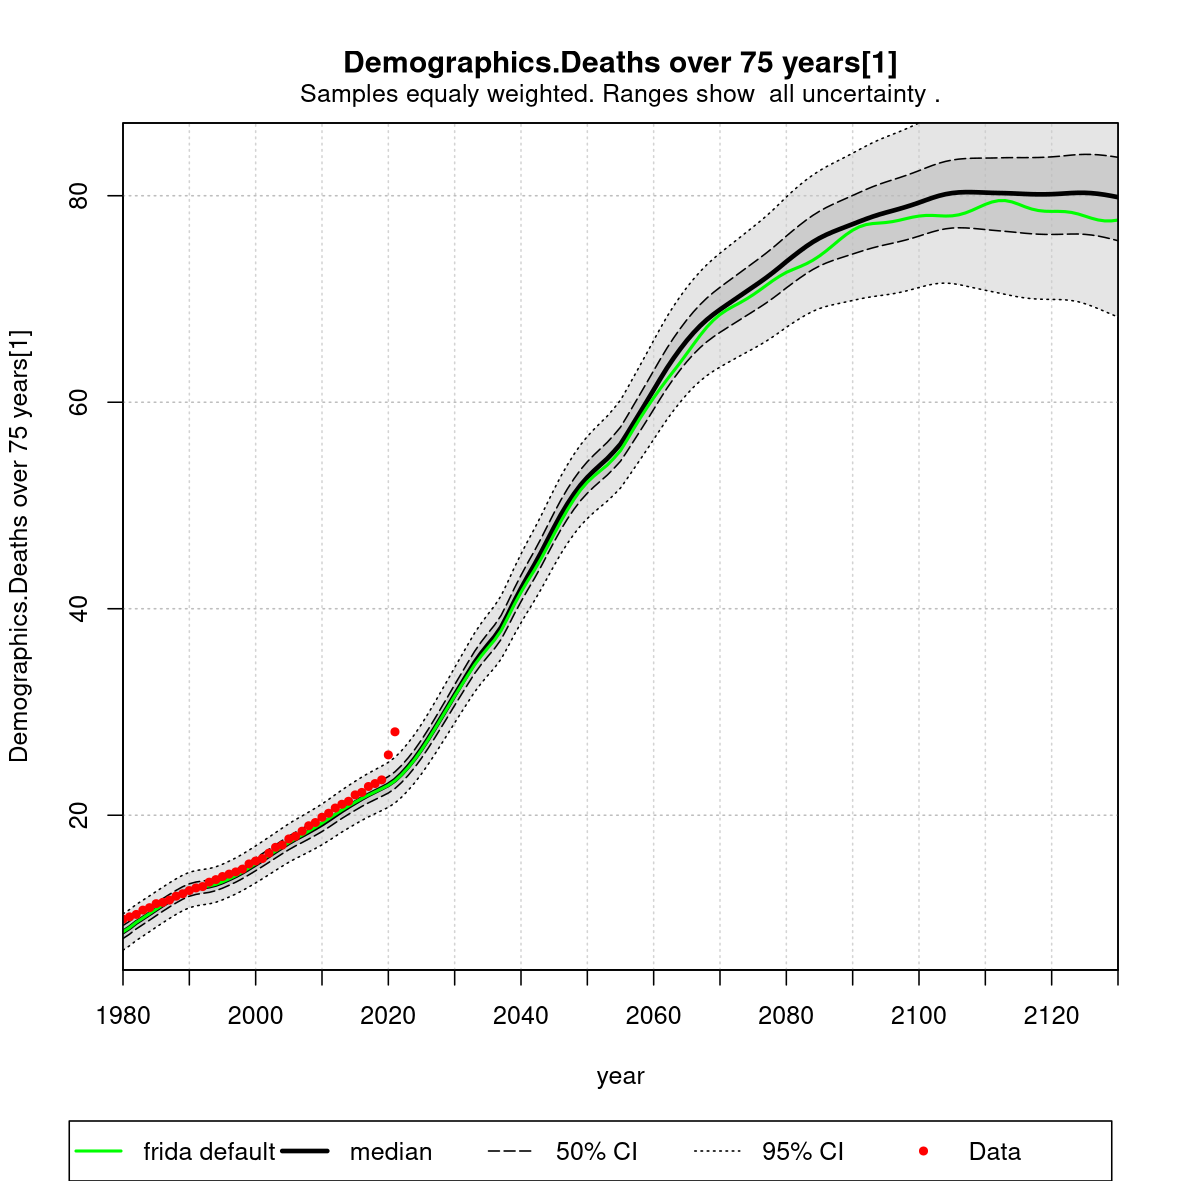 Demographics.Deaths over 75 years[1]
Samples equaly weighted. Ranges show  all uncertainty .
Demographics.Deaths over 75 years[1]
80
60
40
20
1980 2000 2020 2040 2060 2080 2100 2120
year
frida default median 50% CI 95% CI Data